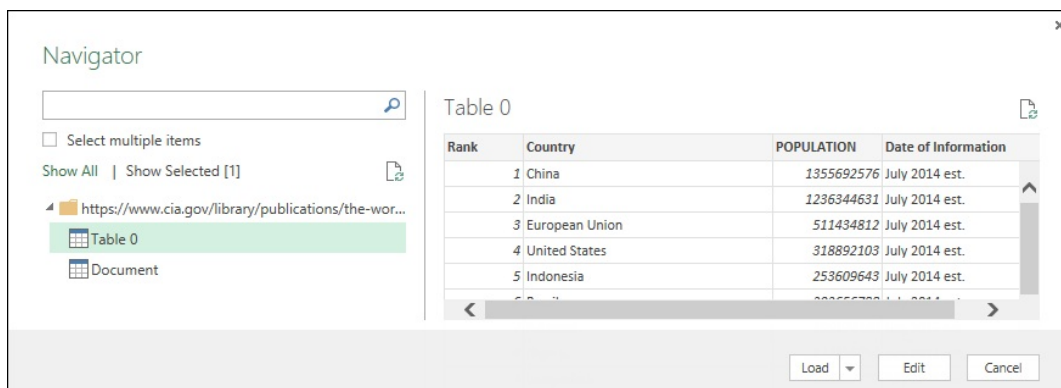 Navigator
Select multiple items
Show All | Show Selected [1]
https://www.cia.gov/library/publications/the-wor...
Table 0
Document
Table 0
Rank Country POPULATION Date of Information
1 China 1355692576 July 2014 est.
2 India 1236344631 July 2014 est.
3 European Union 511434812 July 2014 est.
4 United States 318892103 July 2014 est.
5 Indonesia 253609643 July 2014 est.
Load Edit Cancel